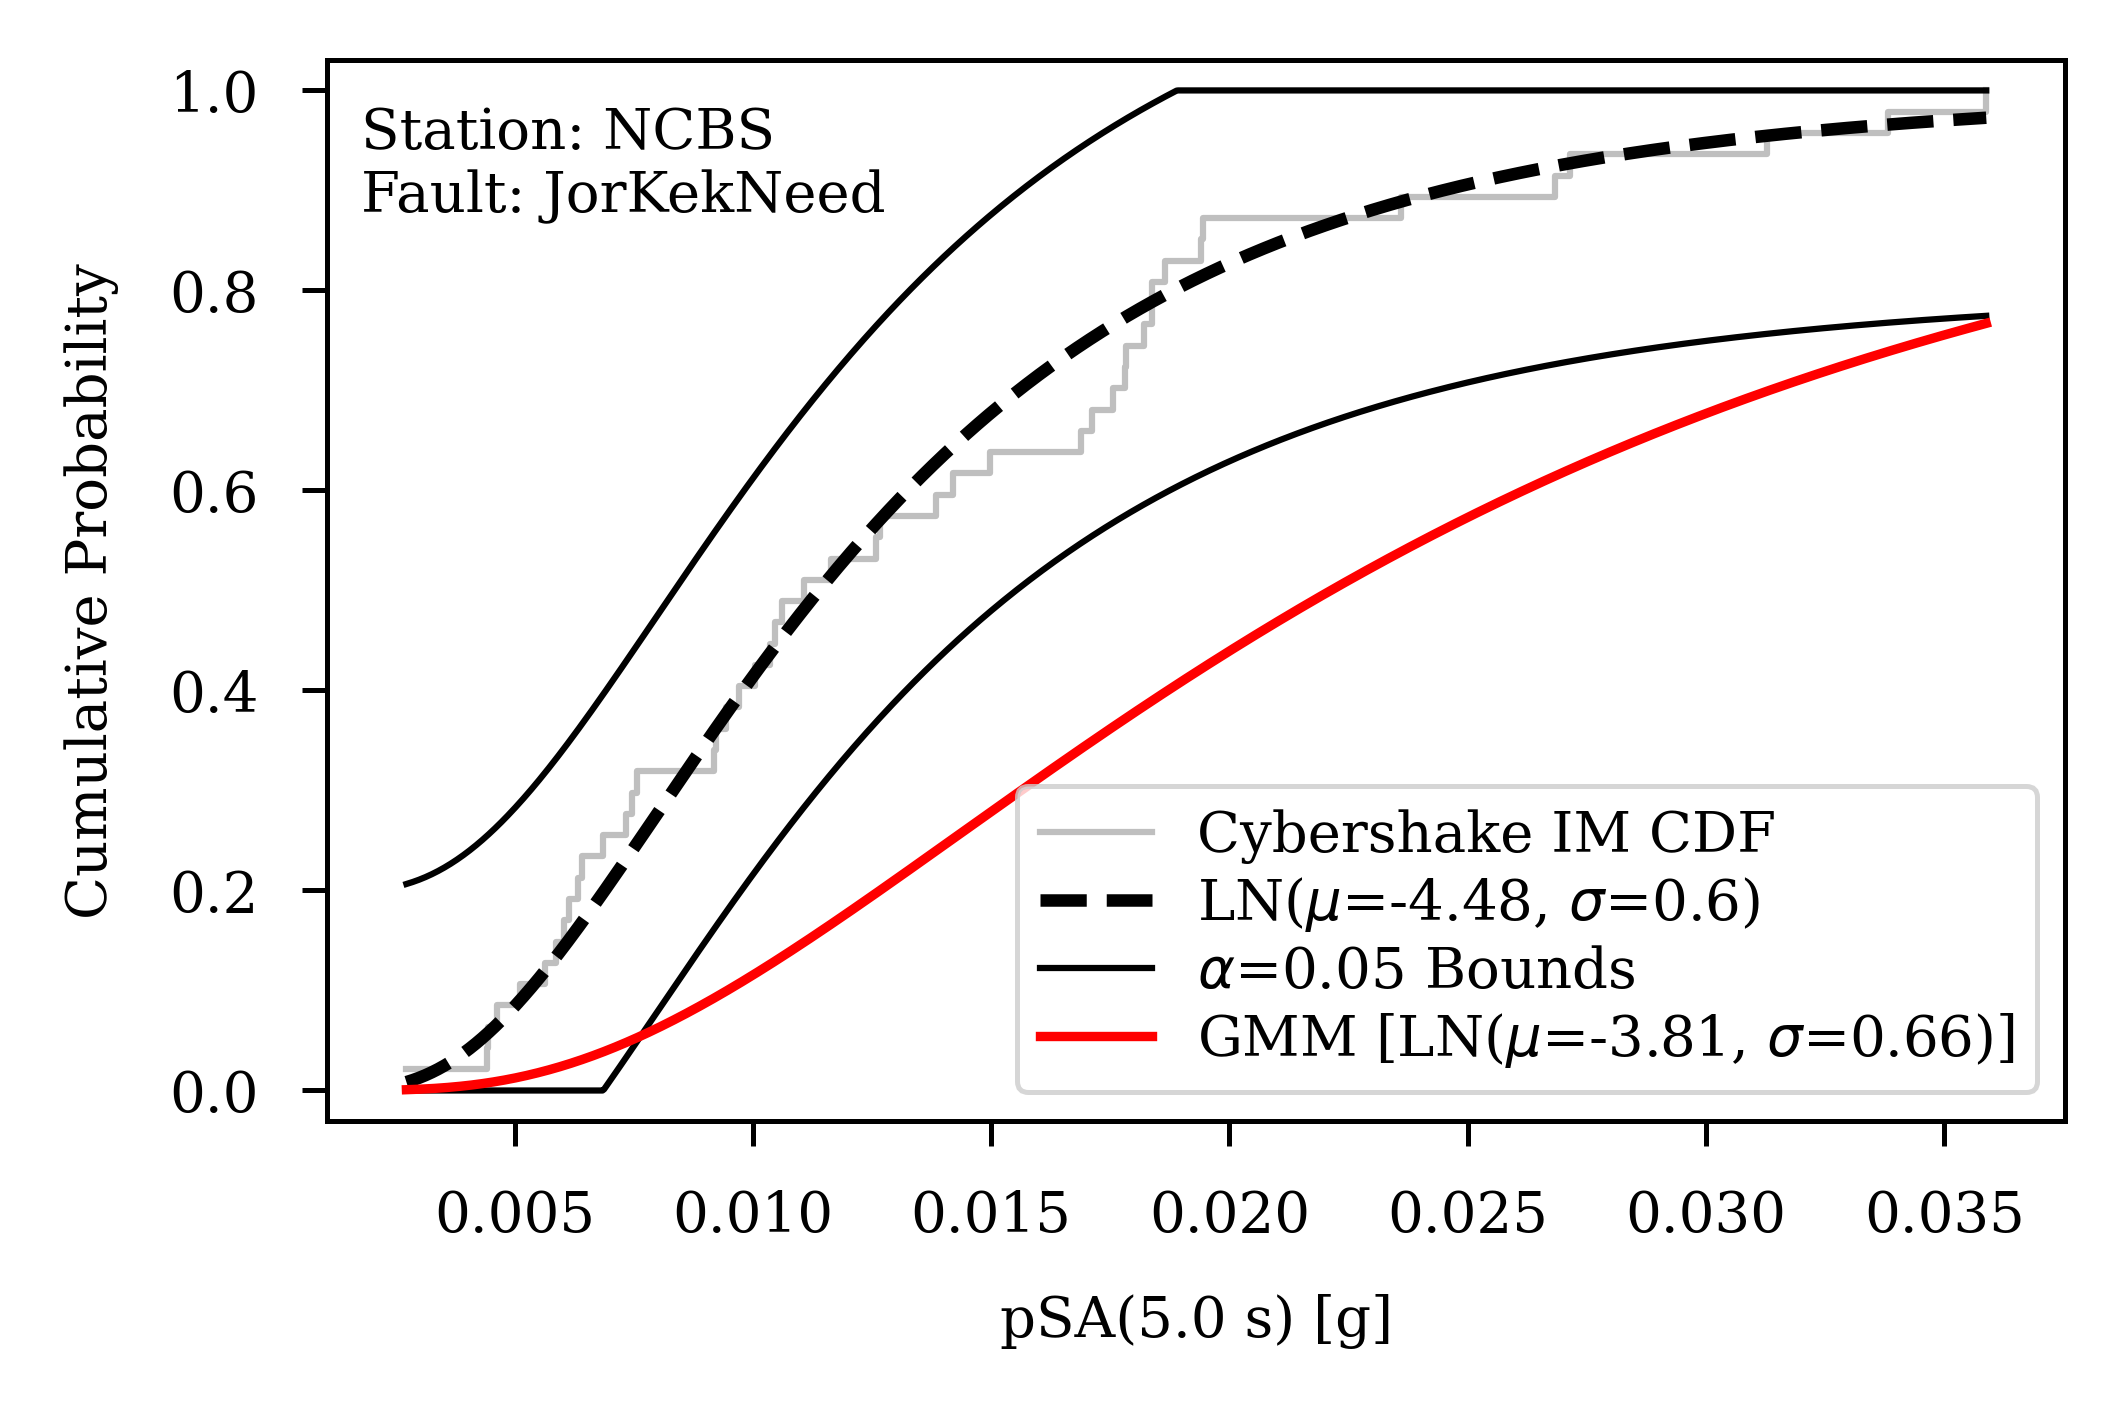 Station: NCBS
Fault: JorKekNeed
Cumulative Probability
1.0
0.8
0.6
0.4
0.2
0.0
Cybershake IM CDF
LN(μ=-4.48, σ=0.6)
α=0.05 Bounds
GMM [LN(μ=-3.81, σ=0.66)]
0.005 0.010 0.015 0.020 0.025 0.030 0.035
pSA(5.0 s) [g]